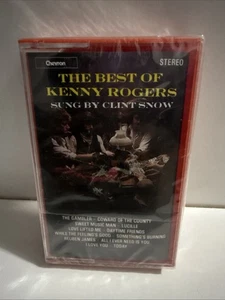 Chevron
STEREO
THE BEST OF
KENNY ROGERS
SUNG BY CLINT SNOW
THE GAMBLER - COWARD OF THE COUNTY
SWEET MUSIC MAN - LUCILLE
LOVE LIFTED ME - DAYTIME FRIENDS
WHILE THE FEELING'S GOOD - SOMETHING'S BURNING
REUBEN JAMES - ALL I EVER NEED IS YOU
I LOVE YOU - TODAY